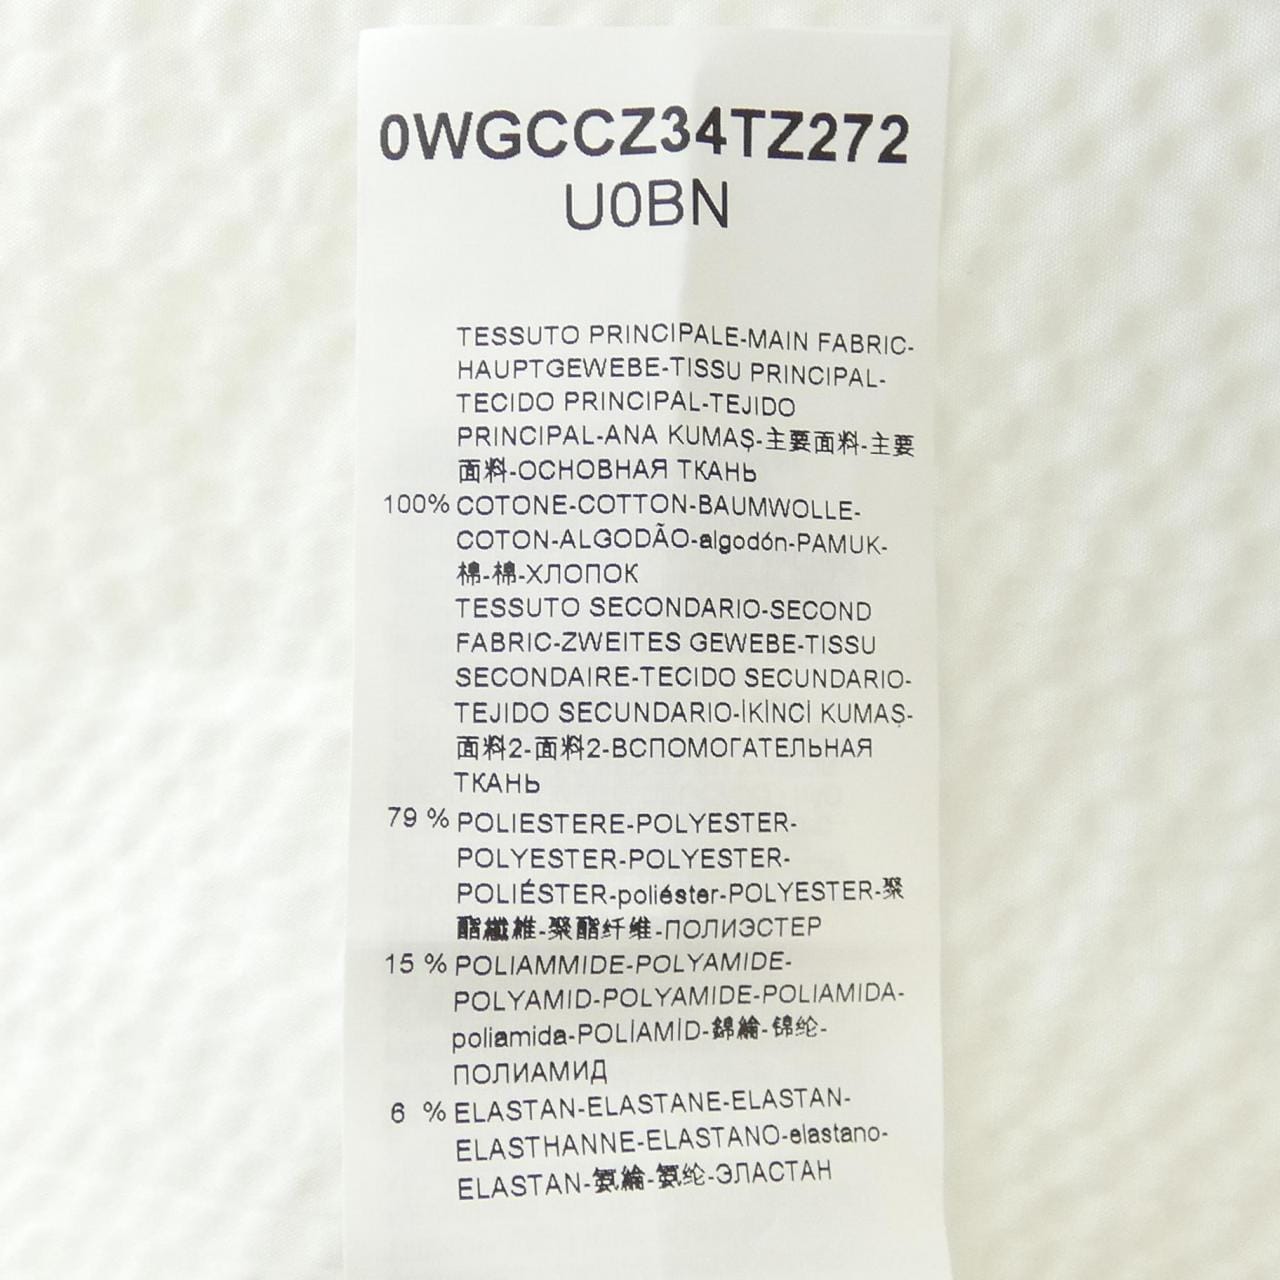 0WGCCZ34TZ272
U0BN
TESSUTO PRINCIPALE-MAIN FABRIC-
HAUPTGEWEBE-TISSU PRINCIPAL-
TECIDO PRINCIPAL-TEJIDO
PRINCIPAL-ANA KUMAŞ-主要面料-主要
面料-ОСНОВНАЯ ТКАНЬ
100% COTONE-COTTON-BAUMWOLLE-
COTON-ALGODÃO-algodón-PAMUK-
棉-棉-ХЛОПОК
TESSUTO SECONDARIO-SECOND
FABRIC-ZWEITES GEWEBE-TISSU
SECONDAIRE-TECIDO SECUNDARIO-
TEJIDO SECUNDARIO-İKİNCİ KUMAŞ-
面料2-面料2-ВСПОМОГАТЕЛЬНАЯ
ТКАНЬ
79 % POLIESTERE-POLYESTER-
POLYESTER-POLYESTER-
POLIÉSTER-poliéster-POLYESTER-聚
酯纖維-聚酯纤维-ПОЛИЭСТЕР
15 % POLIAMMIDE-POLYAMIDE-
POLYAMID-POLYAMIDE-POLIAMIDA-
poliamida-POLİAMİD-錦綸-锦纶-
ПОЛИАМИД
6 % ELASTAN-ELASTANE-ELASTAN-
ELASTHANNE-ELASTANO-elastano-
ELASTAN-氨綸-氨纶-ЭЛАСТАН